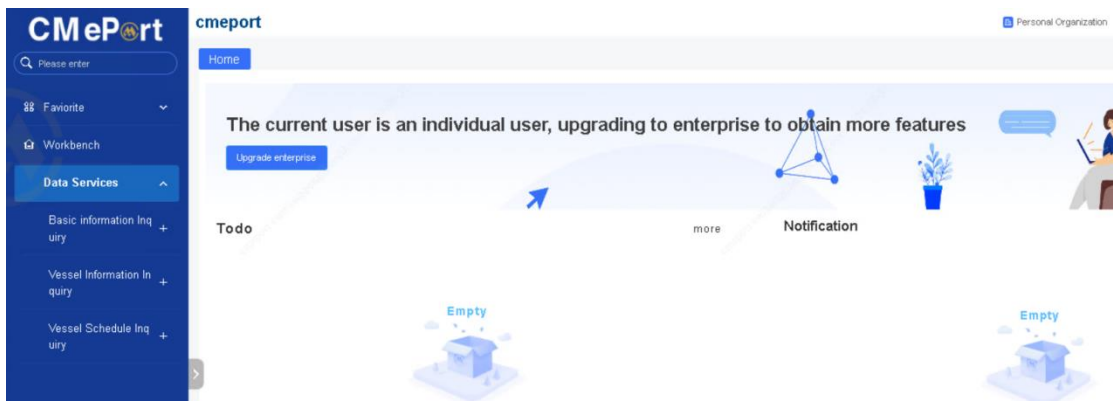 CMePort
cmeport
Personal Organization
Please enter
Home
Faviorite
The current user is an individual user, upgrading to enterprise to obtain more features
Workbench
Upgrade enterprise
Data Services
Basic information Inq
uiry
Todo
more
Notification
Vessel Information In
quiry
Vessel Schedule Inq
uiry
Empty
Empty